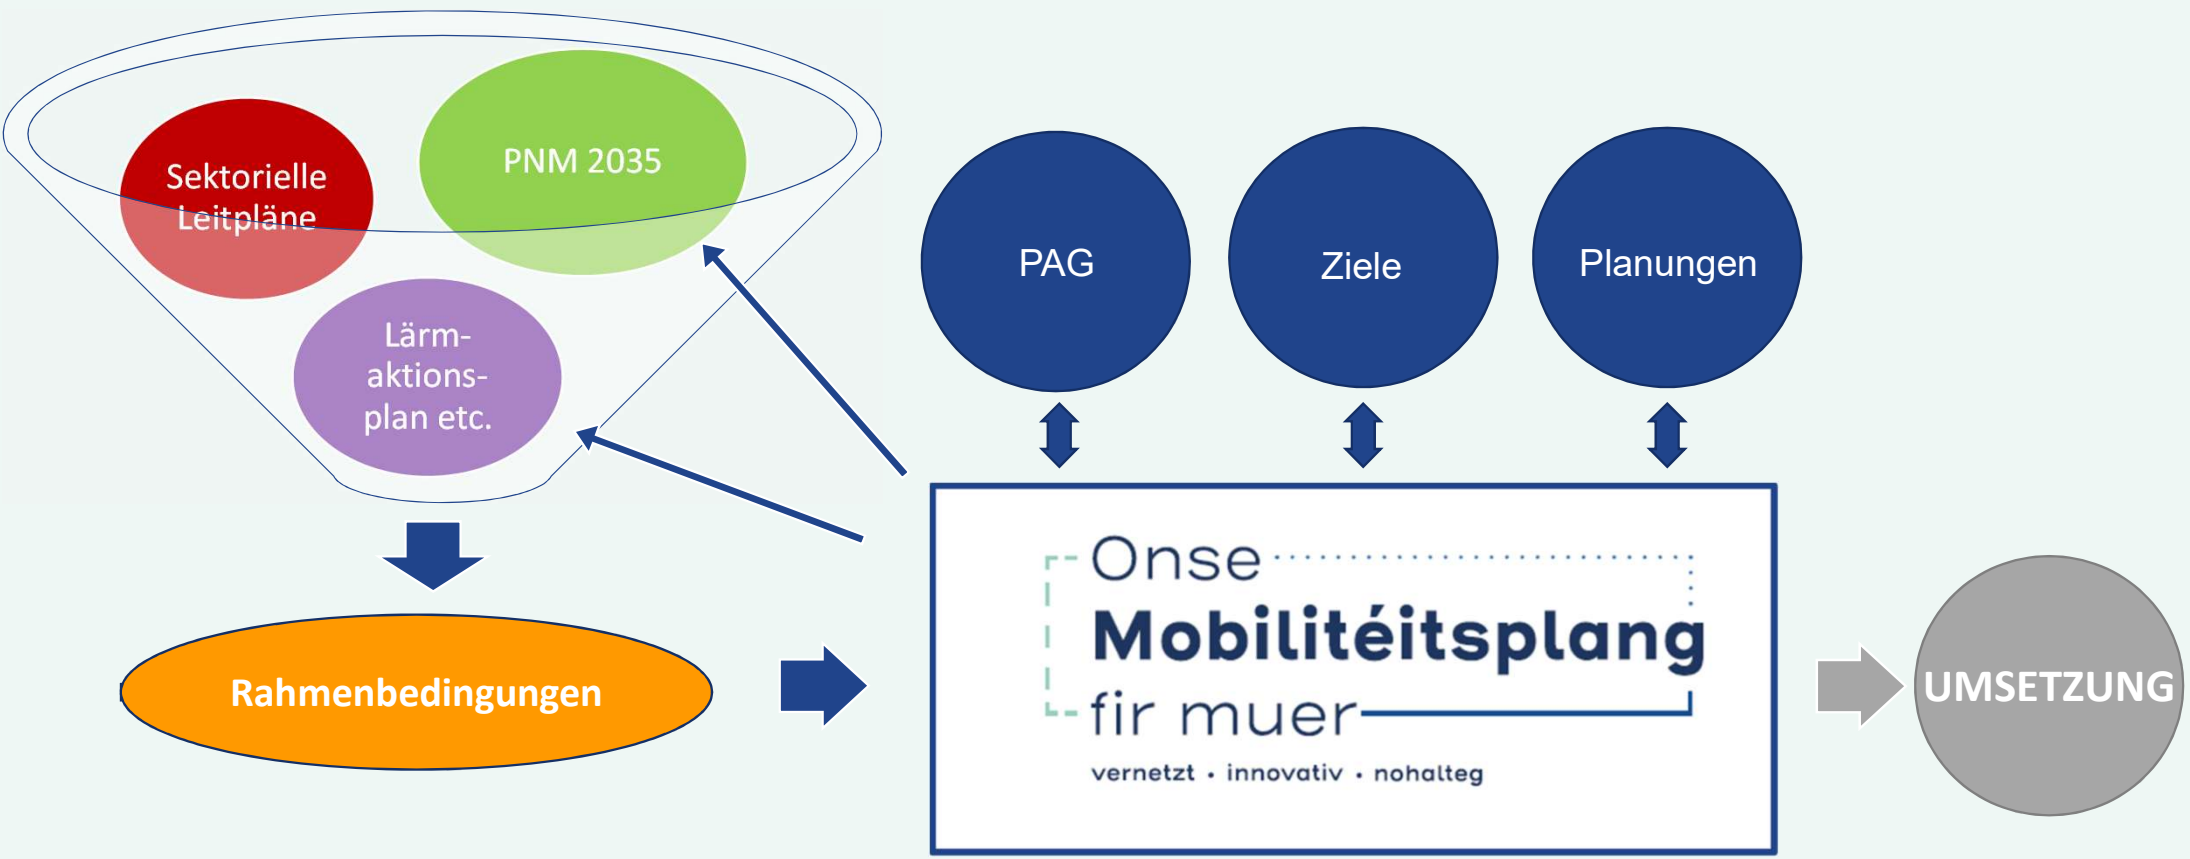 Sektorielle
Leitpläne
PNM 2035
Lärm-
aktions-
plan etc.
Rahmenbedingungen
PAG
Ziele
Planungen
Onse
Mobilitéitsplang
fir muer
vernetzt · innovativ · nohalteg
UMSETZUNG